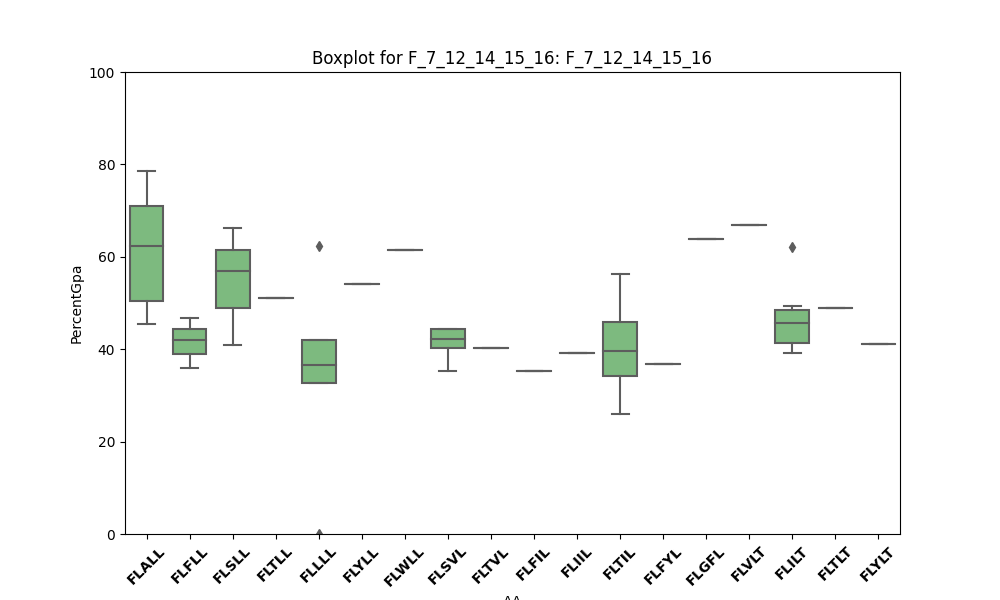 Boxplot for F_7_12_14_15_16: F_7_12_14_15_16
100
80
60
40
20
0
PercentGpa
FLALL FLFLL FLSLL FLTLL FLLLL FLYLL FLWLL FLSVL FLTVL FLFIL FLIIL FLTIL FLFYL FLGFL FLVLT FLILT FLTLT FLYLT
AA